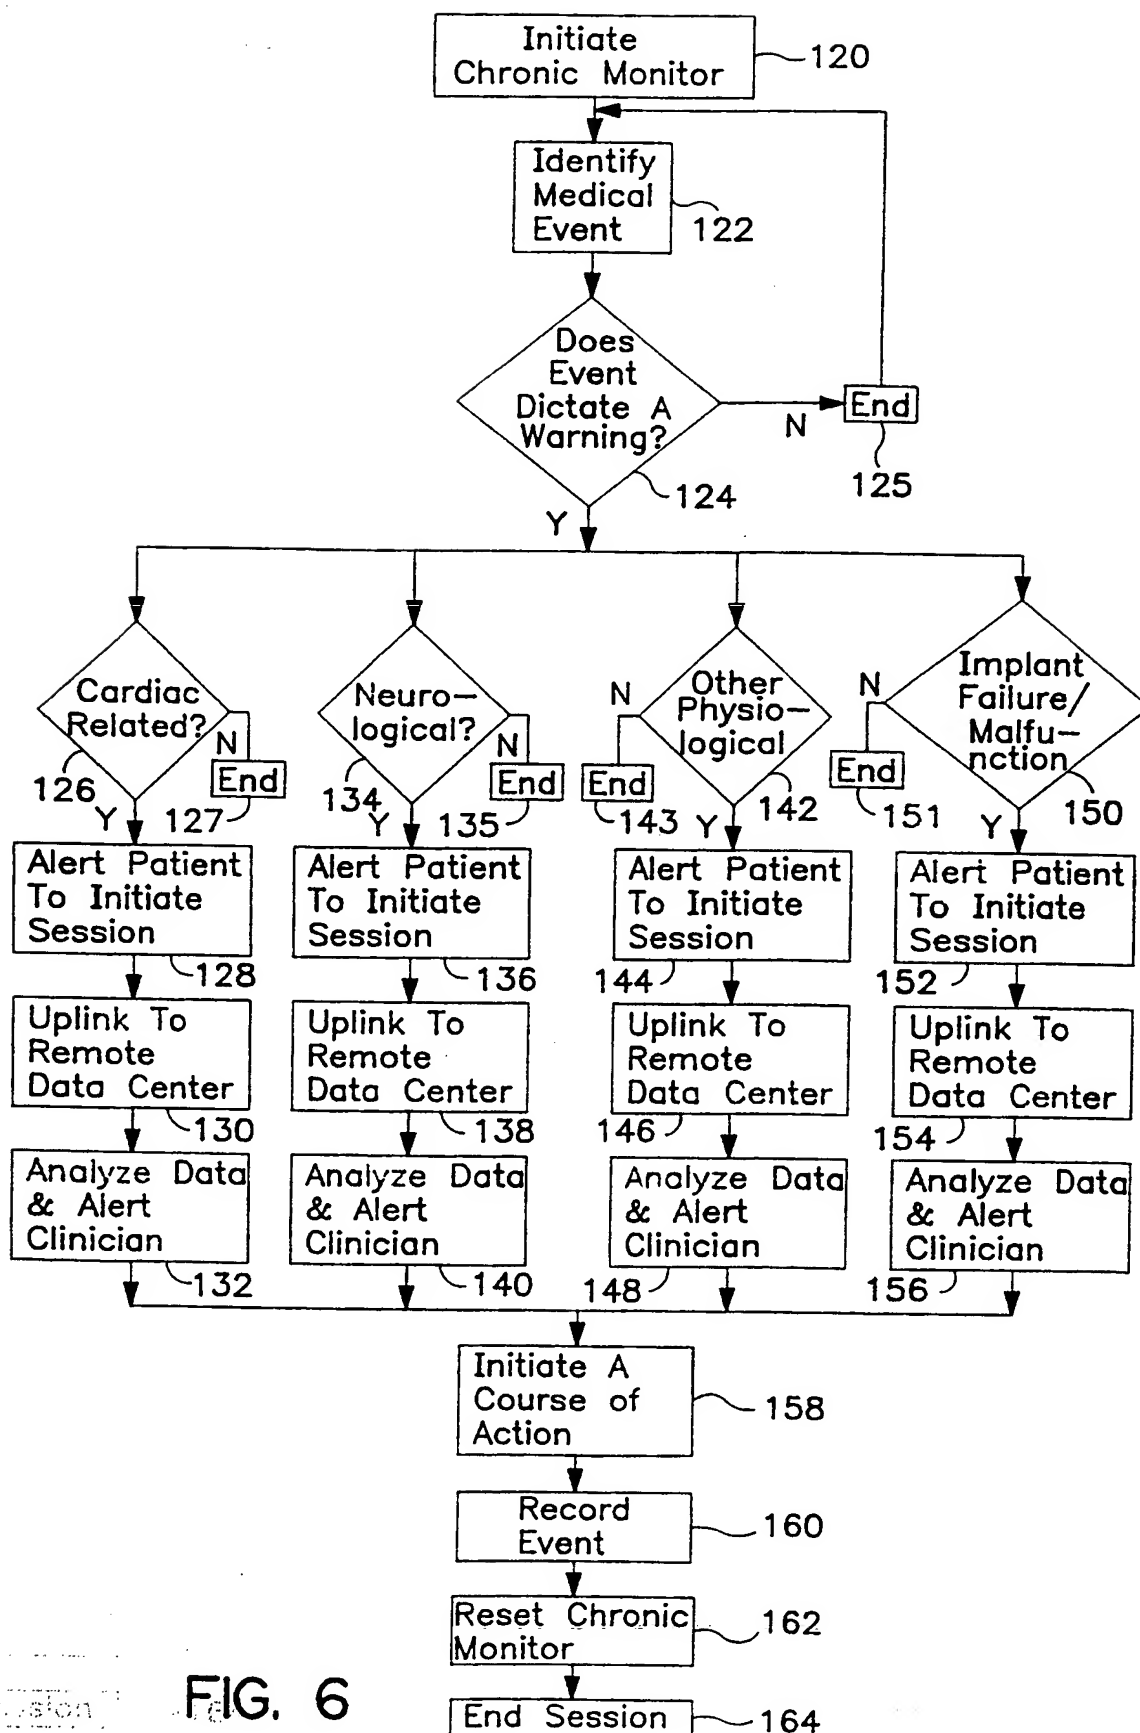 Initiate
Chronic Monitor
120
Identify
Medical
Event
122
Does
Event
Dictate A
Warning?
124
N
End
125
Y
Cardiac
Related?
126
N
End
127
Y
Alert Patient
To Initiate
Session
128
Uplink To
Remote
Data Center
130
Analyze Data
& Alert
Clinician
132
Neuro-
logical?
134
N
End
135
Y
Alert Patient
To Initiate
Session
136
Uplink To
Remote
Data Center
138
Analyze Data
& Alert
Clinician
140
Other
Physio-
logical
142
N
End
143
Y
Alert Patient
To Initiate
Session
144
Uplink To
Remote
Data Center
146
Analyze Data
& Alert
Clinician
148
Implant
Failure/
Malfu-
nction
150
N
End
151
Y
Alert Patient
To Initiate
Session
152
Uplink To
Remote
Data Center
154
Analyze Data
& Alert
Clinician
156
Initiate A
Course of
Action
158
Record
Event
160
Reset Chronic
Monitor
162
End Session
164
FIG. 6